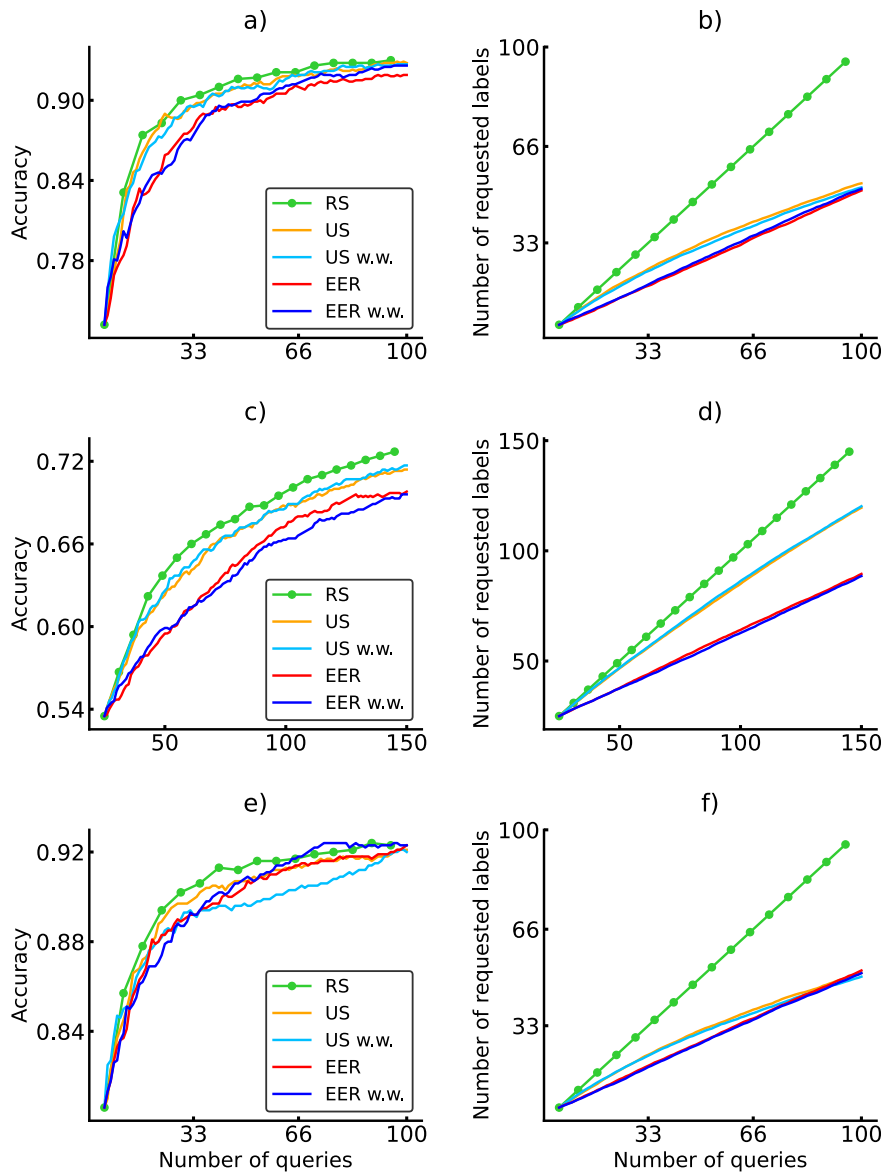 a)
Accuracy
0.90
0.84
0.78
33
66
100
RS
US
US w.w.
EER
EER w.w.
b)
Number of requested labels
100
66
33
33
66
100
c)
Accuracy
0.72
0.66
0.60
0.54
50
100
150
RS
US
US w.w.
EER
EER w.w.
d)
Number of requested labels
150
100
50
50
100
150
e)
Accuracy
0.92
0.88
0.84
33
66
100
Number of queries
RS
US
US w.w.
EER
EER w.w.
f)
Number of requested labels
100
66
33
33
66
100
Number of queries